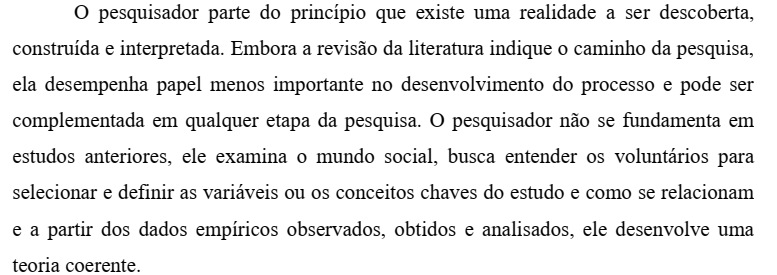 O pesquisador parte do princípio que existe uma realidade a ser descoberta,
construída e interpretada. Embora a revisão da literatura indique o caminho da pesquisa,
ela desempenha papel menos importante no desenvolvimento do processo e pode ser
complementada em qualquer etapa da pesquisa. O pesquisador não se fundamenta em
estudos anteriores, ele examina o mundo social, busca entender os voluntários para
selecionar e definir as variáveis ou os conceitos chaves do estudo e como se relacionam
e a partir dos dados empíricos observados, obtidos e analisados, ele desenvolve uma
teoria coerente.